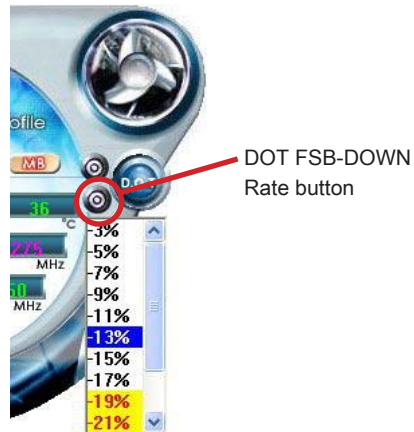 ofile
MB
D.O.T
DOT FSB-DOWN
Rate button
36
°C
-3%
275
MHz
-5%
-7%
50
MHz
-9%
-11%
-13%
-15%
-17%
-19%
-21%